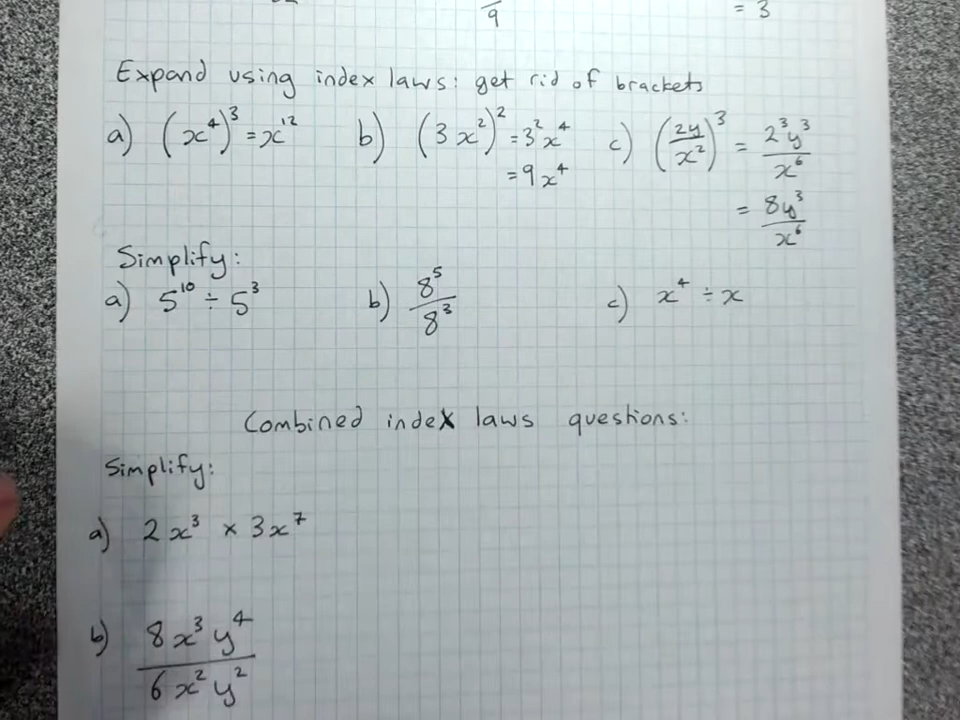 9 = 3
Expand using index laws: get rid of brackets
a) (x⁴)³ = x¹² b) (3x²)² = 3²x⁴ c) (2y/x²)³ = 2³y³/x⁶
= 9x⁴
= 8y³/x⁶
Simplify:
a) 5¹⁰ ÷ 5³ b) 8⁵/8³ c) x⁴ ÷ x
Combined index laws questions:
Simplify:
a) 2x³ × 3x⁷
b) 8x³y⁴/6x²y²